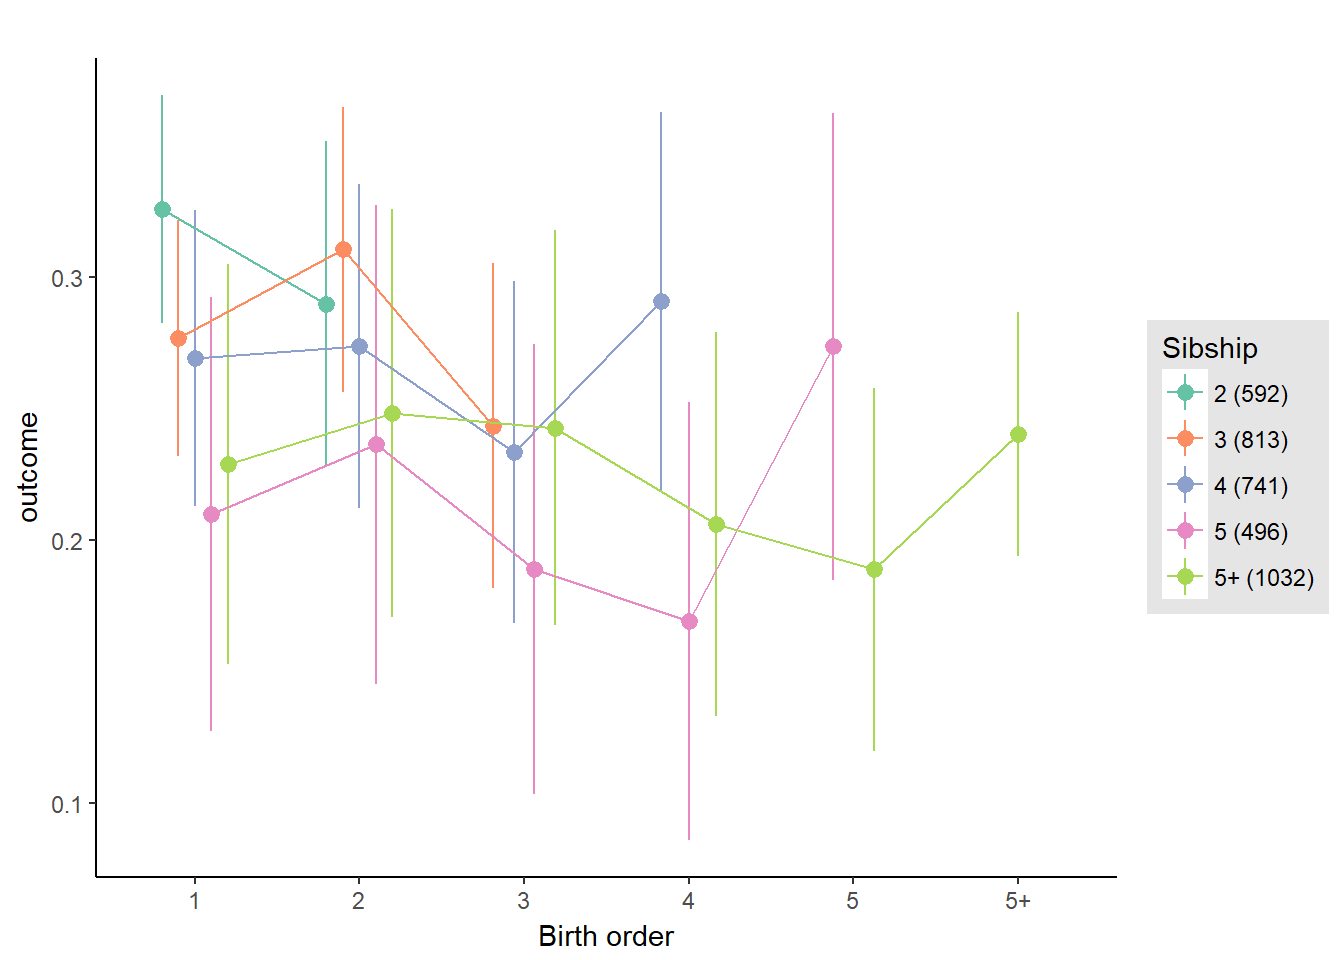 outcome
0.3
0.2
0.1
1 2 3 4 5 5+
Birth order
Sibship
2 (592)
3 (813)
4 (741)
5 (496)
5+ (1032)